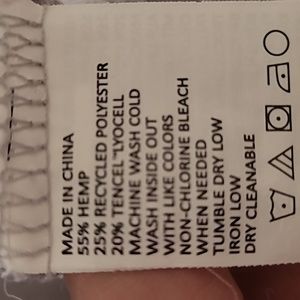 MADE IN CHINA
55% HEMP
25% RECYCLED POLYESTER
20% TENCEL™LYOCELL
MACHINE WASH COLD
WASH INSIDE OUT
WITH LIKE COLORS
NON-CHLORINE BLEACH
WHEN NEEDED
TUMBLE DRY LOW
IRON LOW
DRY CLEANABLE